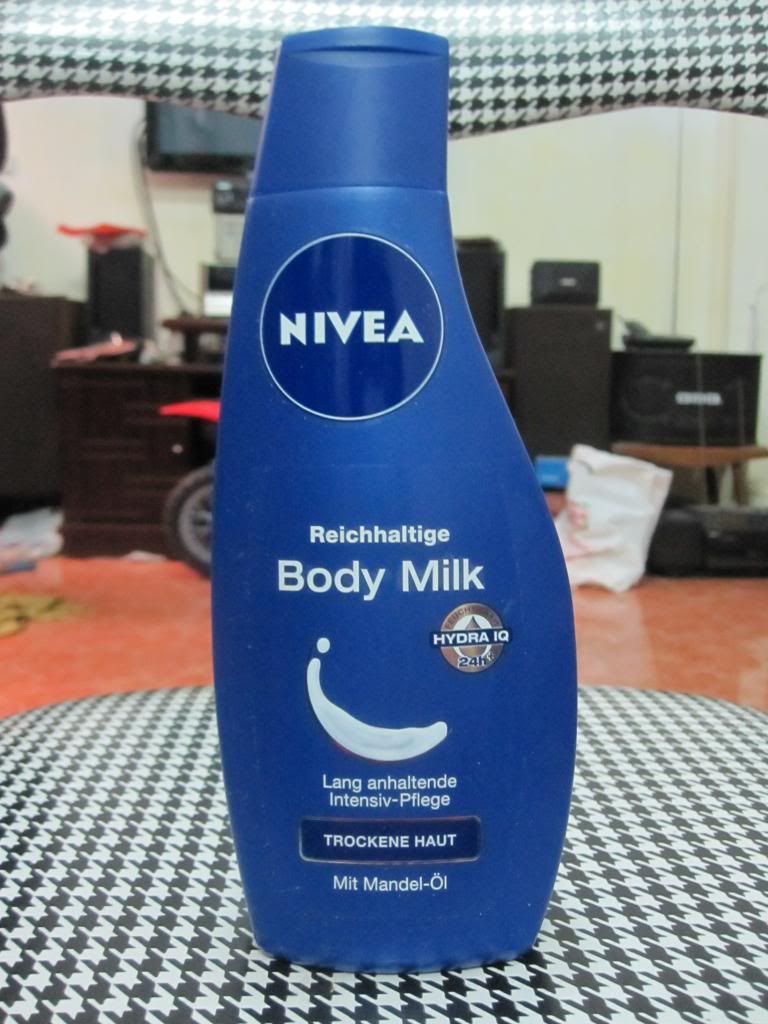 NIVEA
Reichhaltige
Body Milk
HYDRA IQ
24h+
Lang anhaltende
Intensiv-Pflege
TROCKENE HAUT
Mit Mandel-Öl